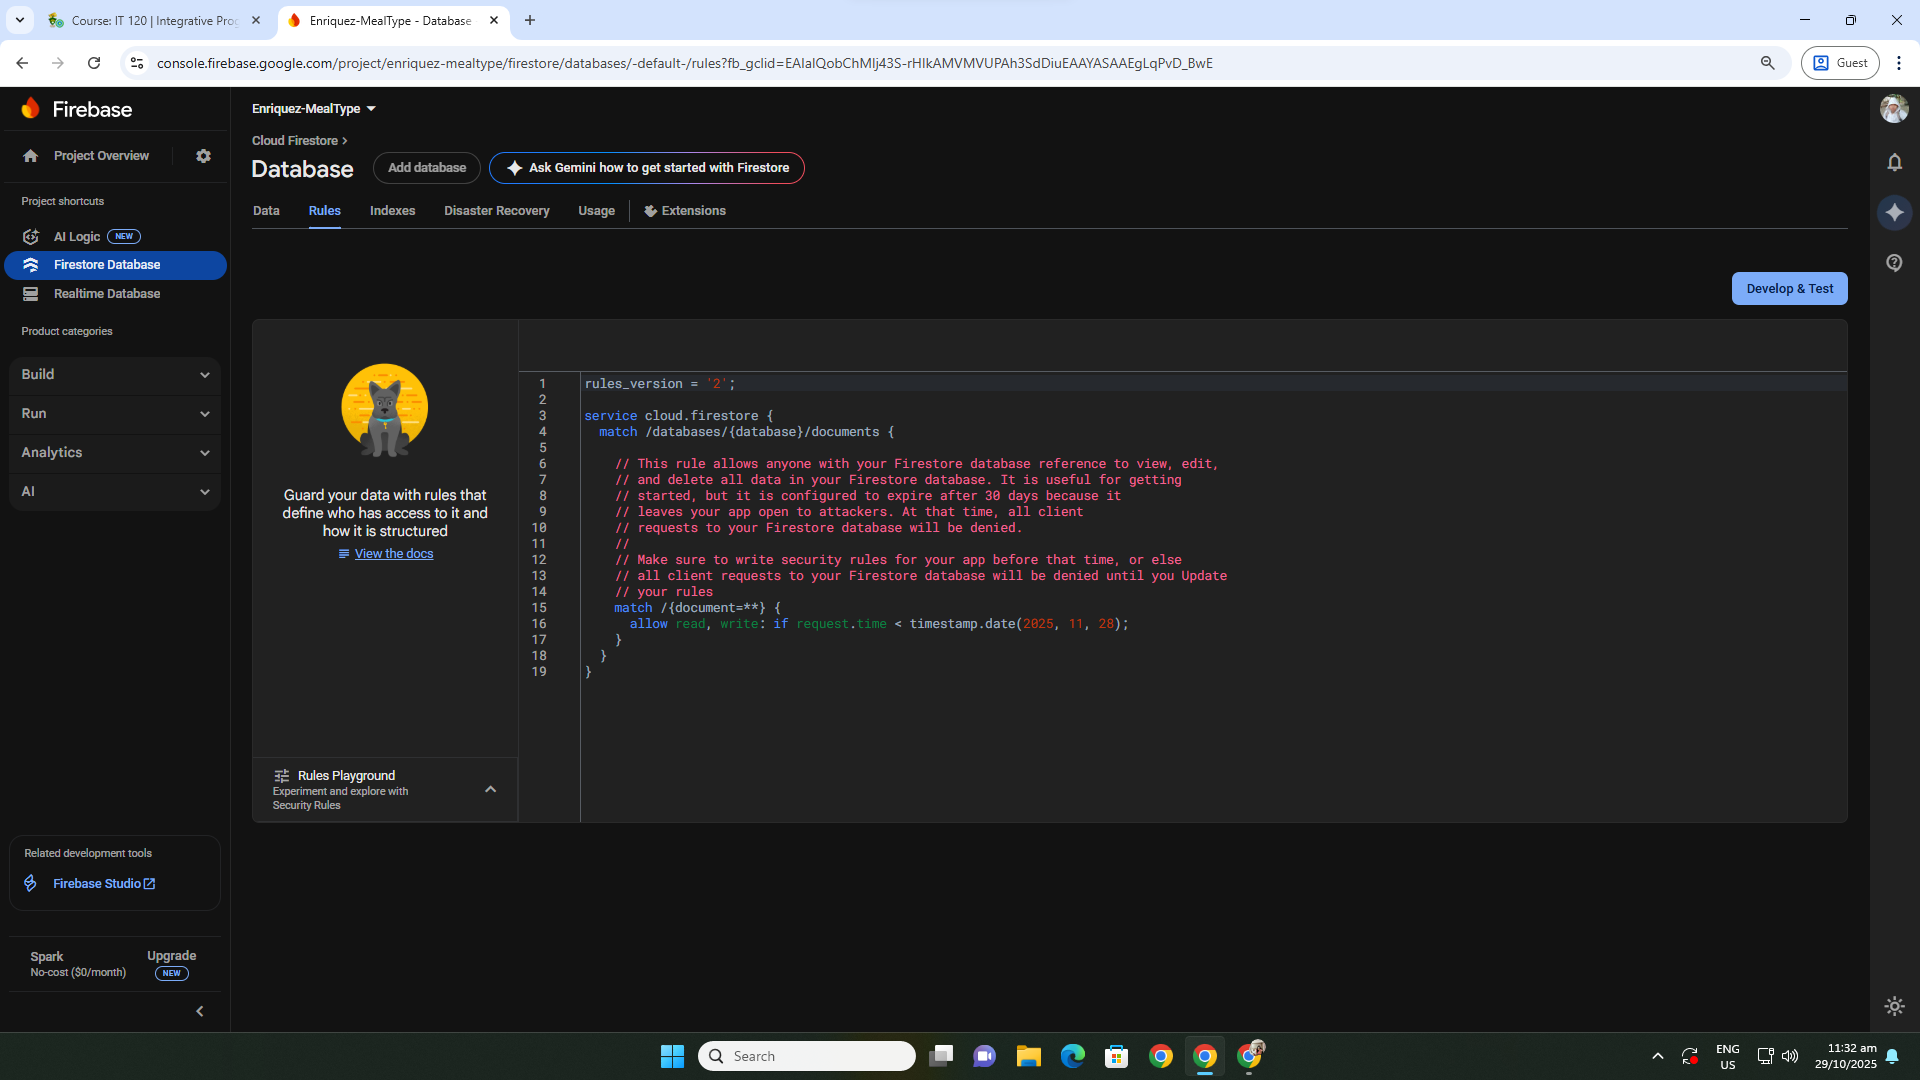 Course: IT 120 | Integrative Prog
Enriquez-MealType - Database
console.firebase.google.com/project/enriquez-mealtype/firestore/databases/-default-/rules?fb_gclid=EAIaIQobChMIj43S-rHIkAMVMVUPAh3SdDiuEAAYASAAEgLqPvD_BwE
Guest
Firebase
Project Overview
Project shortcuts
AI Logic NEW
Firestore Database
Realtime Database
Product categories
Build
Run
Analytics
AI
Related development tools
Firebase Studio
Spark
No-cost ($0/month)
Upgrade
NEW
Enriquez-MealType
Cloud Firestore >
Database
Add database
Ask Gemini how to get started with Firestore
Data Rules Indexes Disaster Recovery Usage Extensions
Develop & Test
Guard your data with rules that
define who has access to it and
how it is structured
View the docs
Rules Playground
Experiment and explore with
Security Rules
1 rules_version = '2';
2
3 service cloud.firestore {
4 match /databases/{database}/documents {
5
6 // This rule allows anyone with your Firestore database reference to view, edit,
7 // and delete all data in your Firestore database. It is useful for getting
8 // started, but it is configured to expire after 30 days because it
9 // leaves your app open to attackers. At that time, all client
10 // requests to your Firestore database will be denied.
11 //
12 // Make sure to write security rules for your app before that time, or else
13 // all client requests to your Firestore database will be denied until you Update
14 // your rules
15 match /{document=**} {
16 allow read, write: if request.time < timestamp.date(2025, 11, 28);
17 }
18 }
19 }
Search
ENG
US
11:32 am
29/10/2025